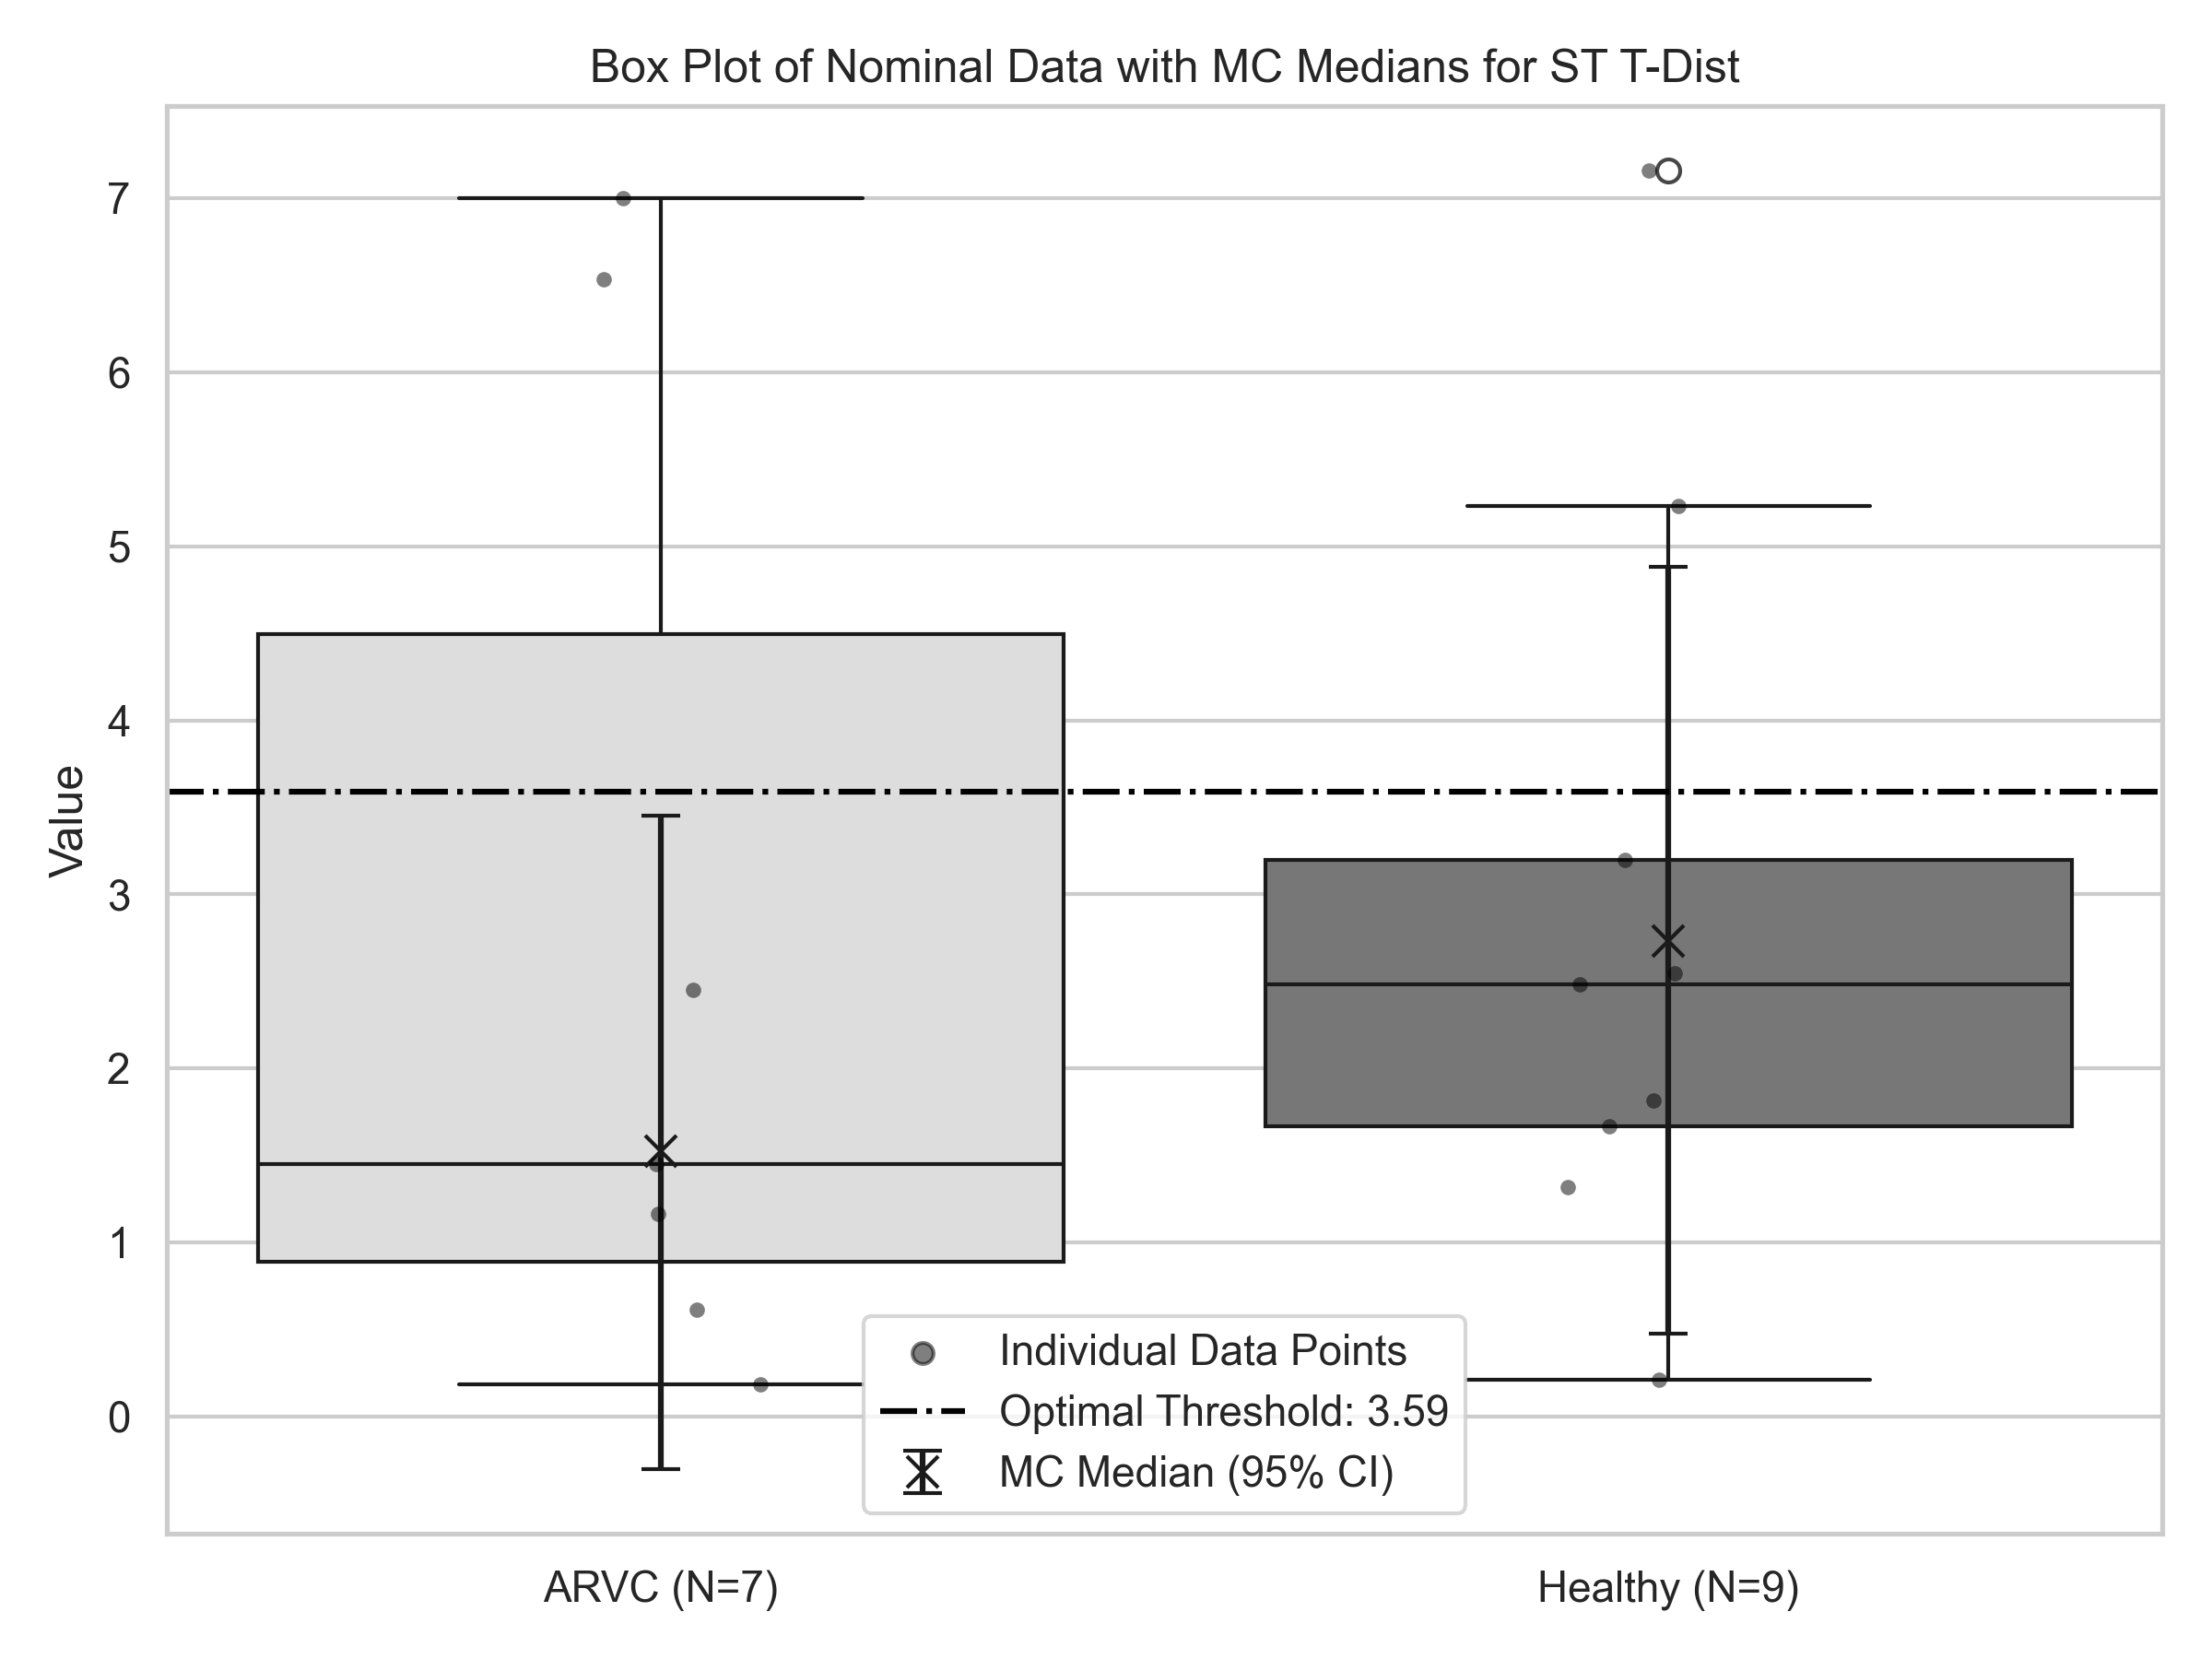 Box Plot of Nominal Data with MC Medians for ST T-Dist
Value
7
6
5
4
3
2
1
0
Individual Data Points
Optimal Threshold: 3.59
MC Median (95% CI)
ARVC (N=7)
Healthy (N=9)